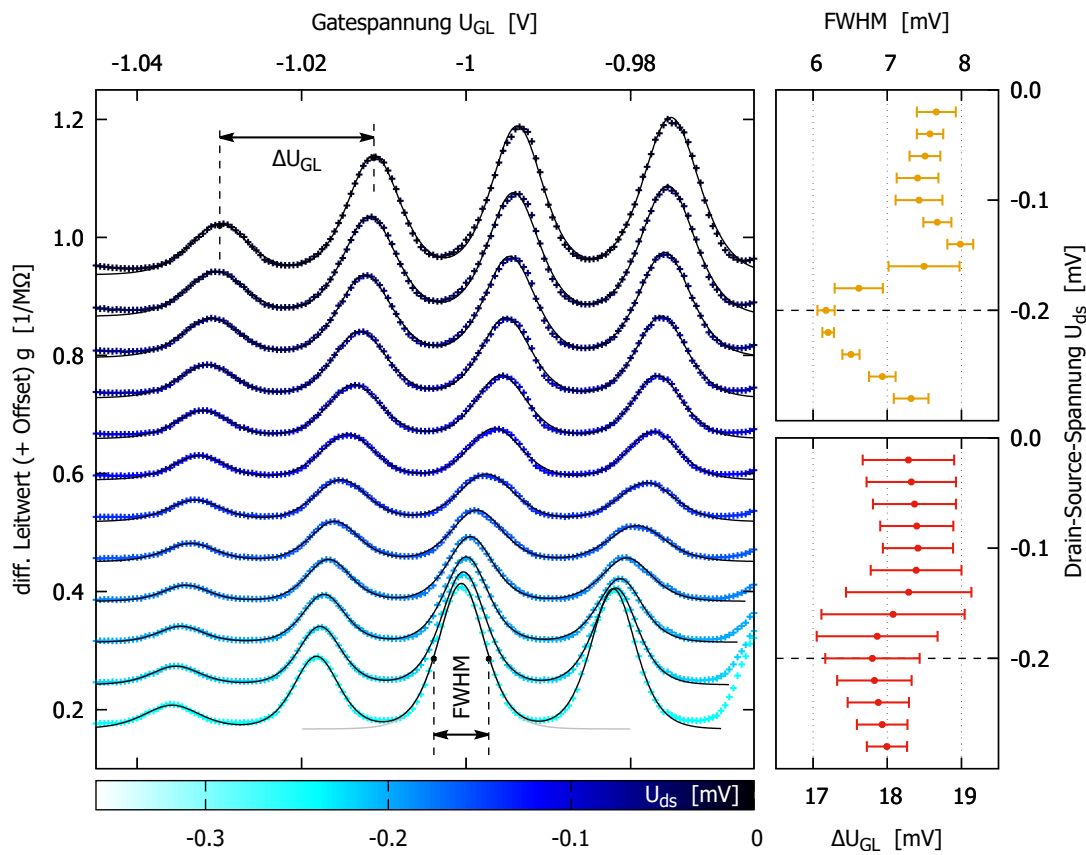 Gatespannung U_GL [V]
-1.04 -1.02 -1 -0.98
FWHM [mV]
6 7 8
diff. Leitwert (+ Offset) g [1/MΩ]
1.2
1.0
0.8
0.6
0.4
0.2
ΔU_GL
FWHM
0.0
-0.1
-0.2
0.0
-0.1
-0.2
Drain-Source-Spannung U_ds [mV]
U_ds [mV]
-0.3 -0.2 -0.1 0
17 18 19
ΔU_GL [mV]